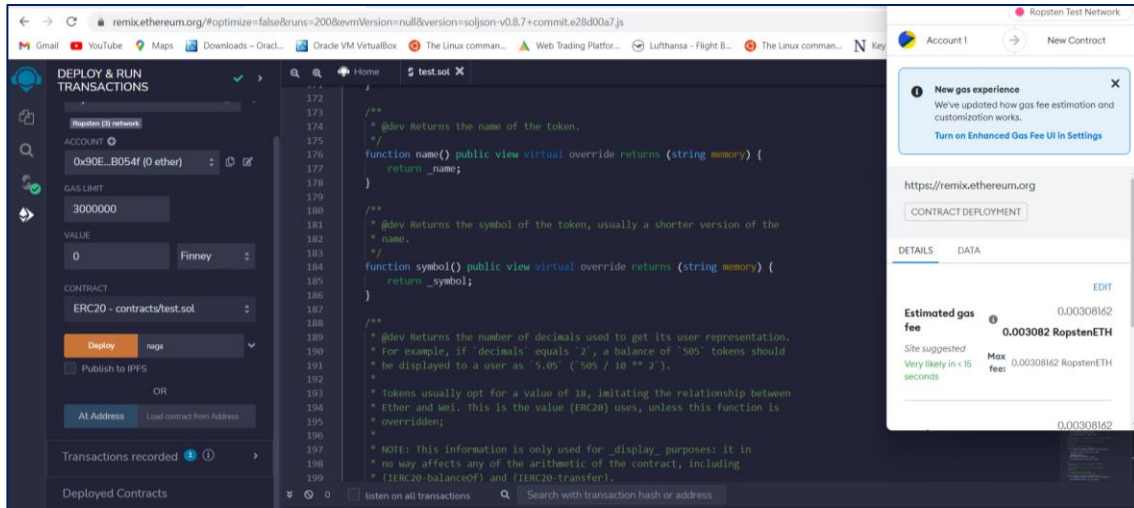 remix.ethereum.org/#optimize=false&runs=200&evmVersion=null&version=soljson-v0.8.7+commit.e28d00a7.js
Gmail YouTube Maps Downloads – Oracl... Oracle VM VirtualBox The Linux comman... Web Trading Platfor... Lufthansa - Flight B... The Linux comman... Key
DEPLOY & RUN
TRANSACTIONS
Ropsten (3) network
ACCOUNT
0x90E...B054f (0 ether)
GAS LIMIT
3000000
VALUE
0 Finney
CONTRACT
ERC20 - contracts/test.sol
Deploy naga
Publish to IPFS
OR
At Address Load contract from Address
Transactions recorded 1
Deployed Contracts
Home test.sol
172
173 /**
174 * @dev Returns the name of the token.
175 */
176 function name() public view virtual override returns (string memory) {
177 return _name;
178 }
179
180 /**
181 * @dev Returns the symbol of the token, usually a shorter version of the
182 * name.
183 */
184 function symbol() public view virtual override returns (string memory) {
185 return _symbol;
186 }
187
188 /**
189 * @dev Returns the number of decimals used to get its user representation.
190 * For example, if `decimals` equals `2`, a balance of `505` tokens should
191 * be displayed to a user as `5.05` (`505 / 10 ** 2`).
192 *
193 * Tokens usually opt for a value of 18, imitating the relationship between
194 * Ether and Wei. This is the value {ERC20} uses, unless this function is
195 * overridden;
196 *
197 * NOTE: This information is only used for _display_ purposes: it in
198 * no way affects any of the arithmetic of the contract, including
199 * {IERC20-balanceOf} and {IERC20-transfer}.
0 listen on all transactions Search with transaction hash or address
Ropsten Test Network
Account 1 New Contract
New gas experience
We've updated how gas fee estimation and
customization works.
Turn on Enhanced Gas Fee UI in Settings
https://remix.ethereum.org
CONTRACT DEPLOYMENT
DETAILS DATA
EDIT
Estimated gas fee 0.00308162
0.003082 RopstenETH
Site suggested
Very likely in < 15 seconds
Max fee: 0.00308162 RopstenETH
0.00308162